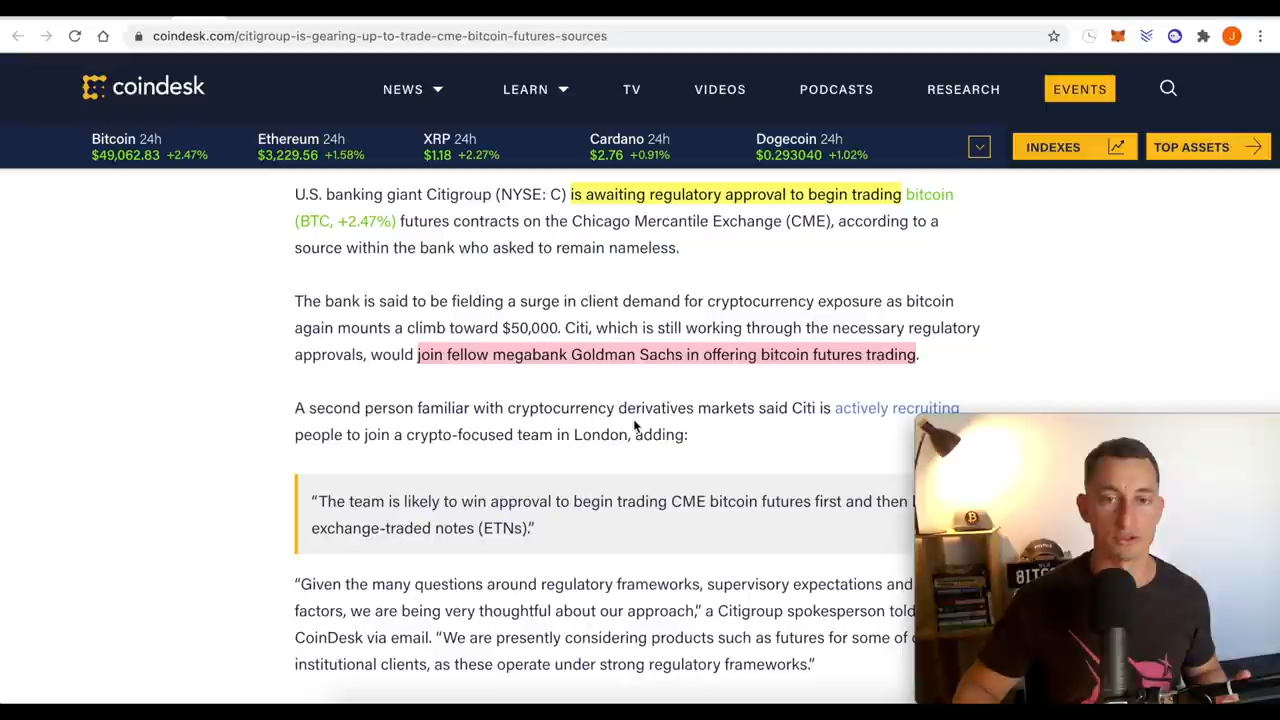 coindesk.com/citigroup-is-gearing-up-to-trade-cme-bitcoin-futures-sources
J
coindesk
NEWS LEARN TV VIDEOS PODCASTS RESEARCH EVENTS
Bitcoin 24h Ethereum 24h XRP 24h Cardano 24h Dogecoin 24h
$49,062.83 +2.47% $3,229.56 +1.58% $1.18 +2.27% $2.76 +0.91% $0.293040 +1.02%
INDEXES TOP ASSETS
U.S. banking giant Citigroup (NYSE: C) is awaiting regulatory approval to begin trading bitcoin
(BTC, +2.47%) futures contracts on the Chicago Mercantile Exchange (CME), according to a
source within the bank who asked to remain nameless.
The bank is said to be fielding a surge in client demand for cryptocurrency exposure as bitcoin
again mounts a climb toward $50,000. Citi, which is still working through the necessary regulatory
approvals, would join fellow megabank Goldman Sachs in offering bitcoin futures trading.
A second person familiar with cryptocurrency derivatives markets said Citi is actively recruiting
people to join a crypto-focused team in London, adding:
“The team is likely to win approval to begin trading CME bitcoin futures first and then
exchange-traded notes (ETNs).”
“Given the many questions around regulatory frameworks, supervisory expectations and
factors, we are being very thoughtful about our approach,” a Citigroup spokesperson told
CoinDesk via email. “We are presently considering products such as futures for some of
institutional clients, as these operate under strong regulatory frameworks.”